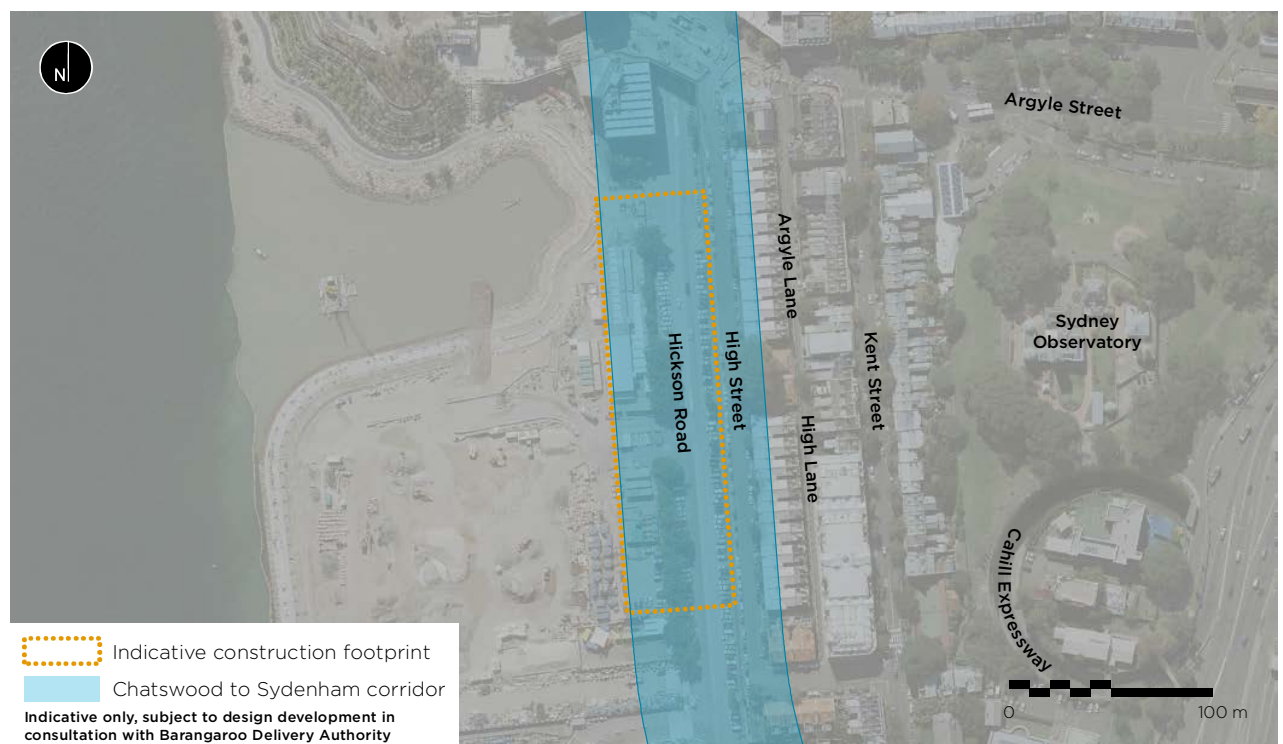 N
Argyle Street
Argyle Lane
Sydney
Observatory
Hickson Road
High Street
Kent Street
High Lane
Cahill Expressway
Indicative construction footprint
Chatswood to Sydenham corridor
Indicative only, subject to design development in
consultation with Barangaroo Delivery Authority
0 100 m